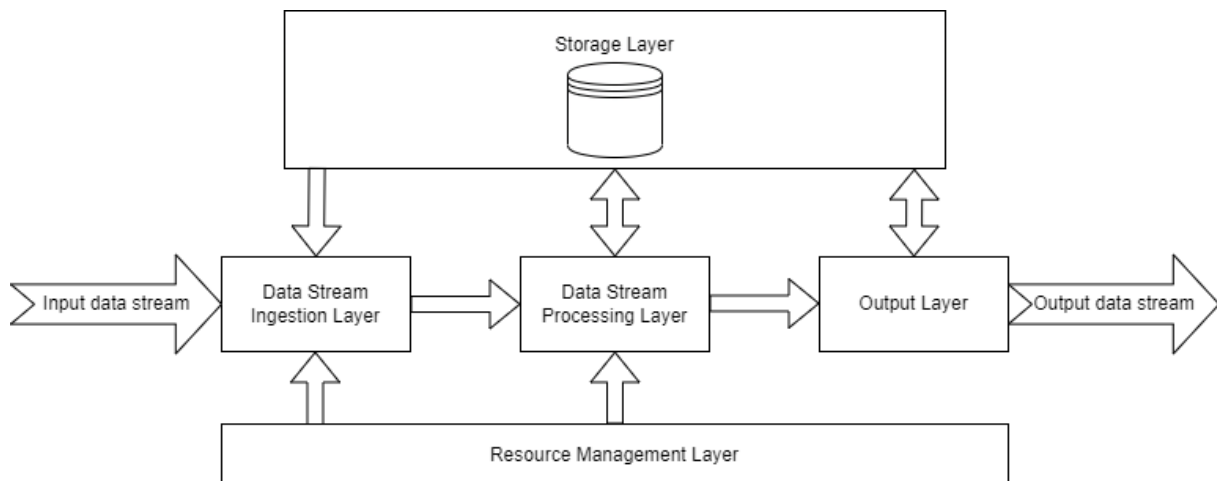 Storage Layer
Input data stream
Data Stream
Ingestion Layer
Data Stream
Processing Layer
Output Layer
Output data stream
Resource Management Layer